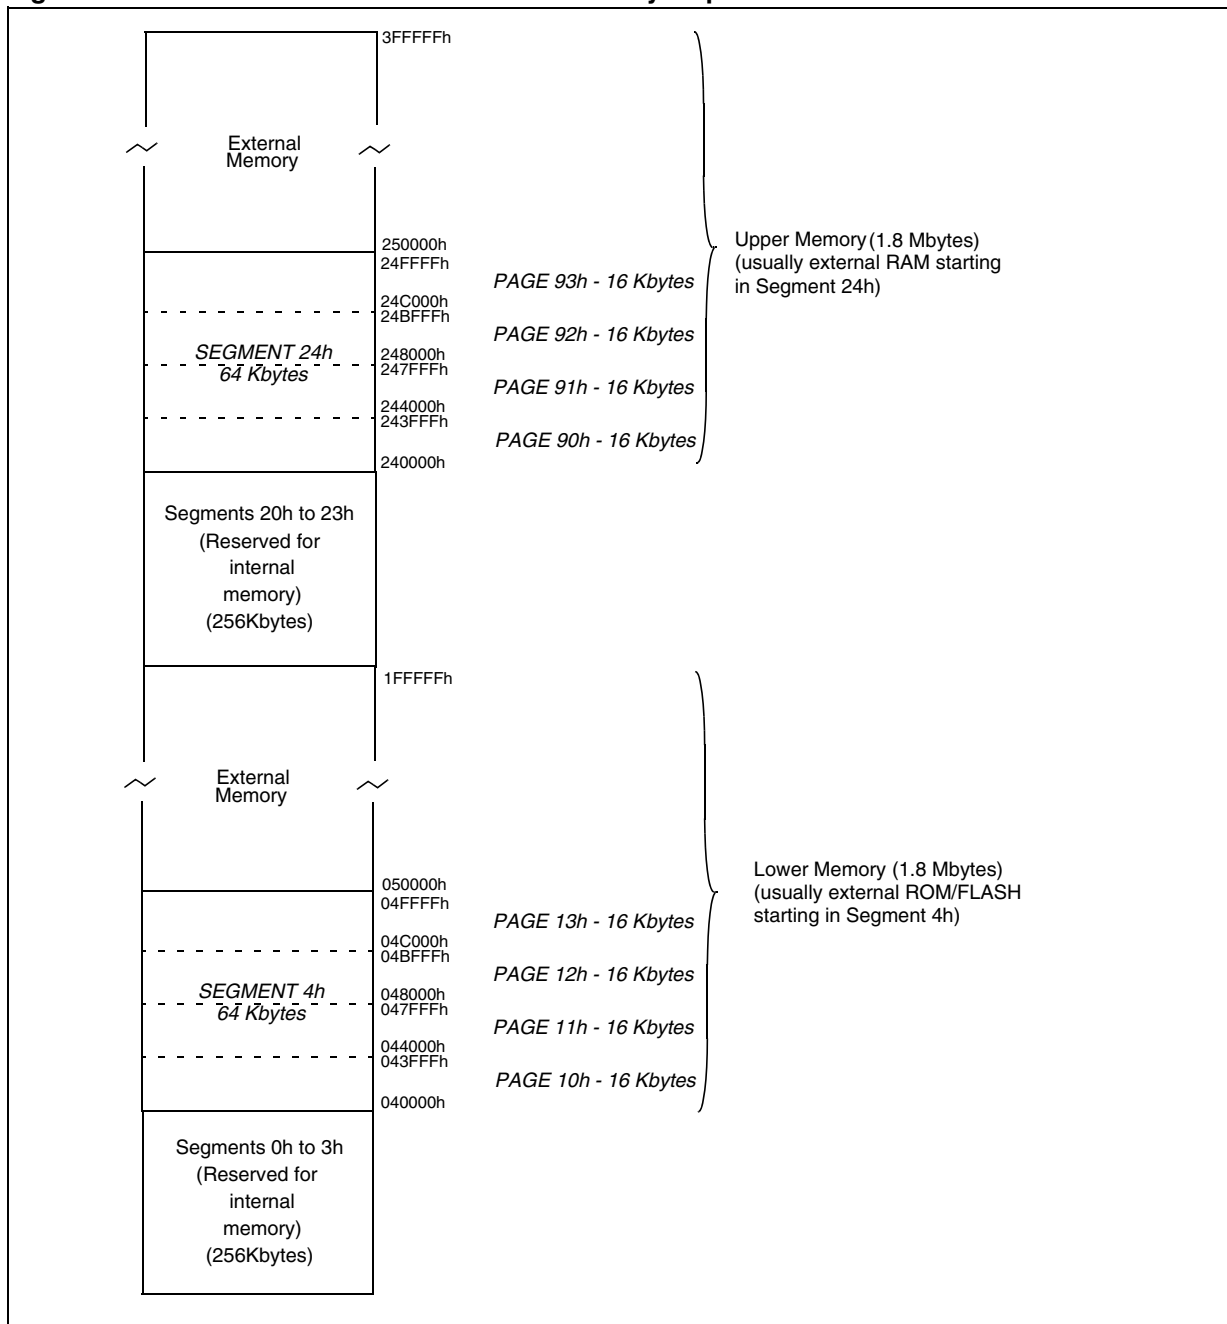 3FFFFFh
External
Memory
250000h
24FFFFh
PAGE 93h - 16 Kbytes
24C000h
24BFFFh
PAGE 92h - 16 Kbytes
SEGMENT 24h
64 Kbytes
248000h
247FFFh
PAGE 91h - 16 Kbytes
244000h
243FFFh
PAGE 90h - 16 Kbytes
240000h
Upper Memory (1.8 Mbytes)
(usually external RAM starting
in Segment 24h)
Segments 20h to 23h
(Reserved for
internal
memory)
(256Kbytes)
1FFFFFh
External
Memory
050000h
04FFFFh
PAGE 13h - 16 Kbytes
04C000h
04BFFFh
PAGE 12h - 16 Kbytes
SEGMENT 4h
64 Kbytes
048000h
047FFFh
PAGE 11h - 16 Kbytes
044000h
043FFFh
PAGE 10h - 16 Kbytes
040000h
Lower Memory (1.8 Mbytes)
(usually external ROM/FLASH
starting in Segment 4h)
Segments 0h to 3h
(Reserved for
internal
memory)
(256Kbytes)